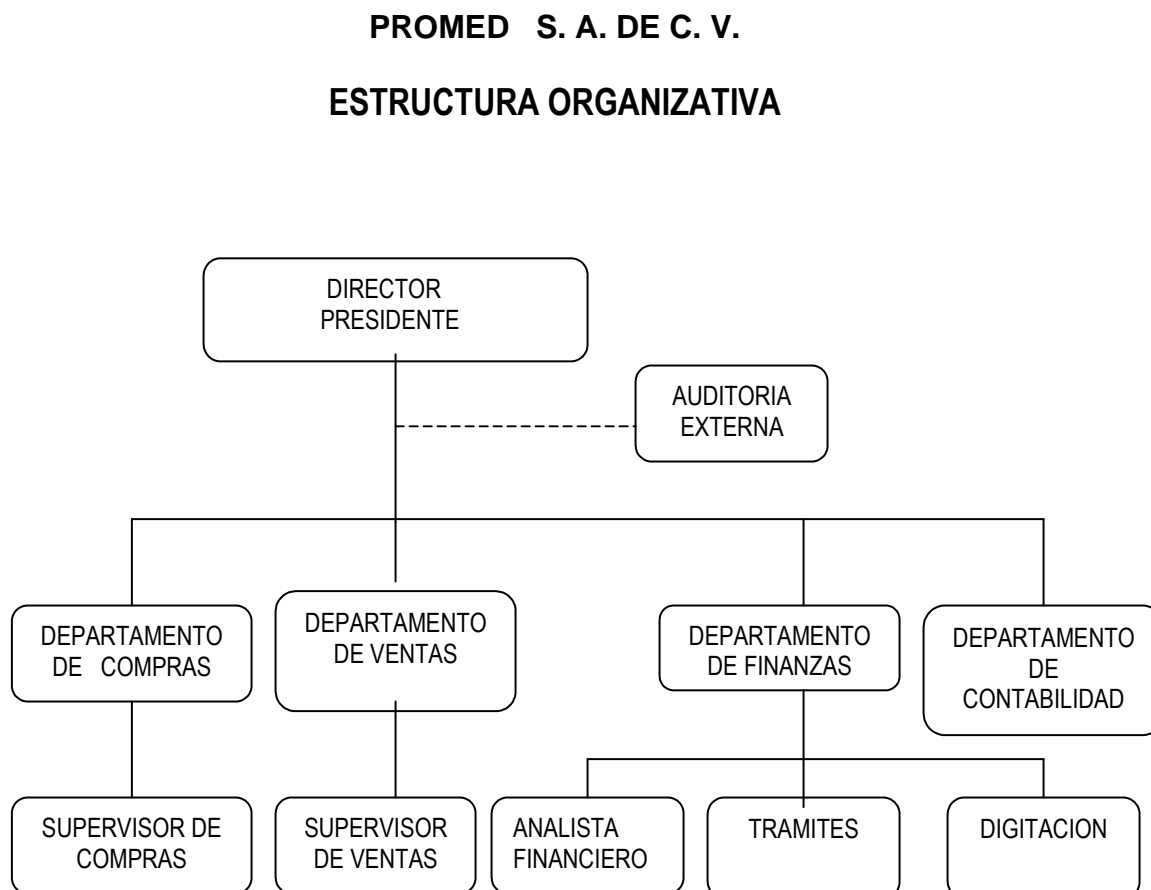 PROMED S. A. DE C. V.
ESTRUCTURA ORGANIZATIVA
DIRECTOR
PRESIDENTE
AUDITORIA
EXTERNA
DEPARTAMENTO
DE COMPRAS
DEPARTAMENTO
DE VENTAS
DEPARTAMENTO
DE FINANZAS
DEPARTAMENTO
DE
CONTABILIDAD
SUPERVISOR DE
COMPRAS
SUPERVISOR
DE VENTAS
ANALISTA
FINANCIERO
TRAMITES
DIGITACION